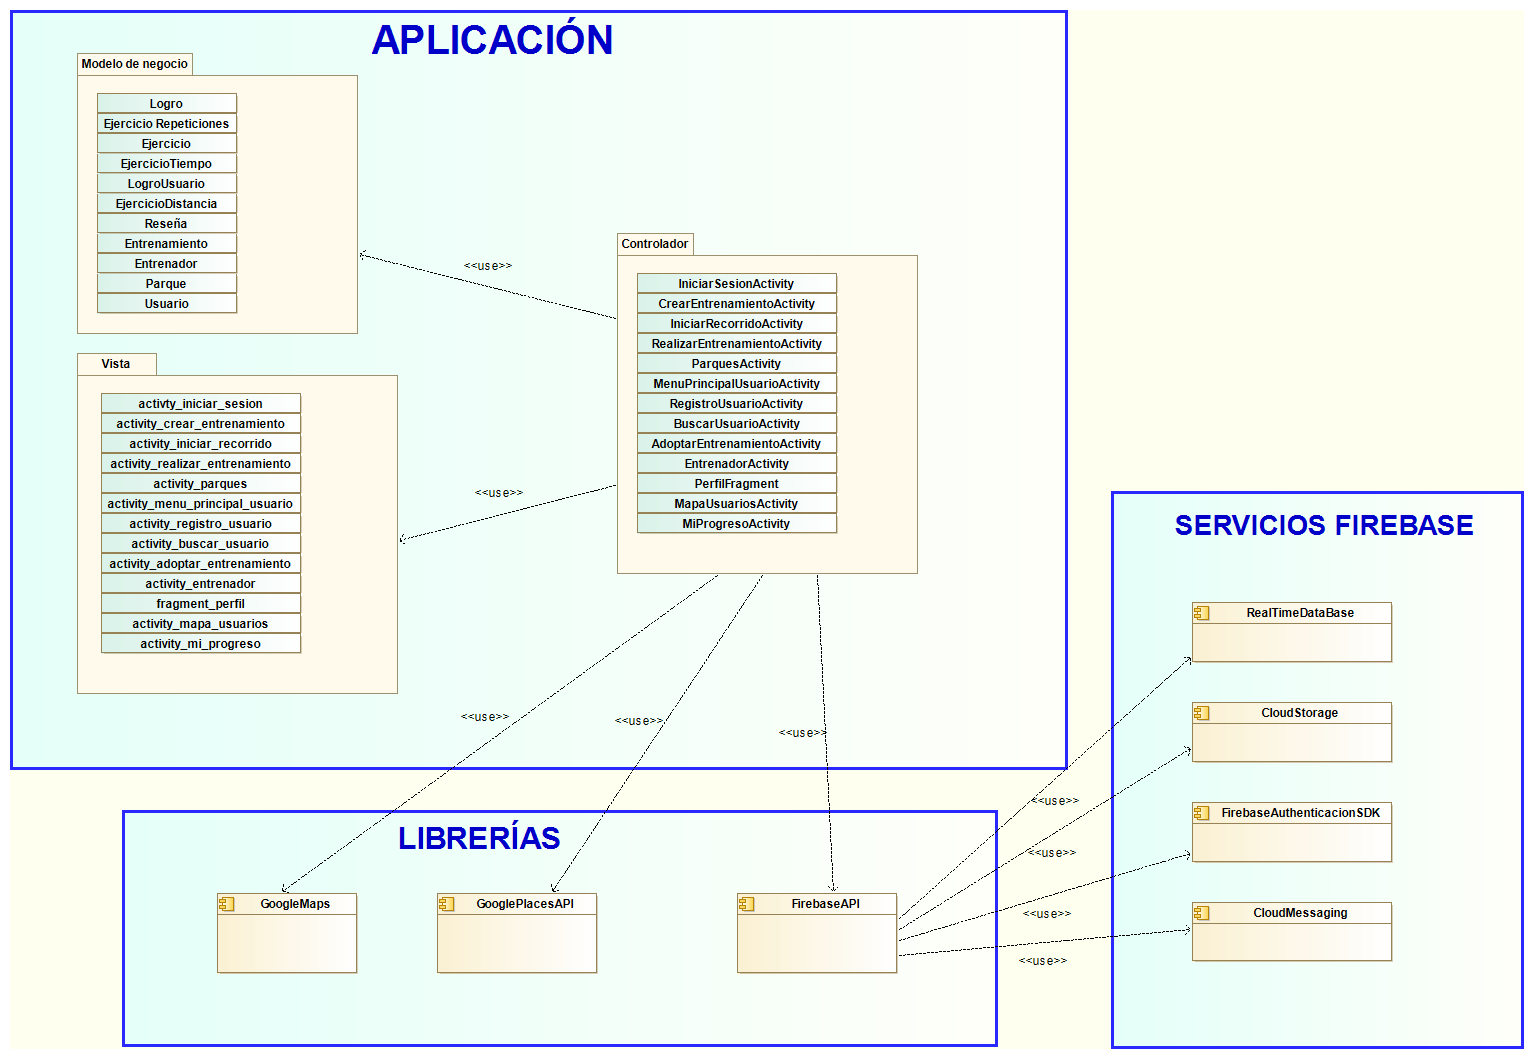 APLICACIÓN
Modelo de negocio
Logro
Ejercicio Repeticiones
Ejercicio
EjercicioTiempo
LogroUsuario
EjercicioDistancia
Reseña
Entrenamiento
Entrenador
Parque
Usuario
<<use>>
Controlador
IniciarSesionActivity
CrearEntrenamientoActivity
IniciarRecorridoActivity
RealizarEntrenamientoActivity
ParquesActivity
MenuPrincipalUsuarioActivity
RegistroUsuarioActivity
BuscarUsuarioActivity
AdoptarEntrenamientoActivity
EntrenadorActivity
PerfilFragment
MapaUsuariosActivity
MiProgresoActivity
Vista
activty_iniciar_sesion
activity_crear_entrenamiento
activity_iniciar_recorrido
activity_realizar_entrenamiento
activity_parques
activity_menu_principal_usuario
activity_registro_usuario
activity_buscar_usuario
activity_adoptar_entrenamiento
activity_entrenador
fragment_perfil
activity_mapa_usuarios
activity_mi_progreso
<<use>>
<<use>>
<<use>>
<<use>>
LIBRERÍAS
GoogleMaps
GooglePlacesAPI
FirebaseAPI
<<use>>
<<use>>
<<use>>
<<use>>
SERVICIOS FIREBASE
RealTimeDataBase
CloudStorage
FirebaseAuthenticacionSDK
CloudMessaging